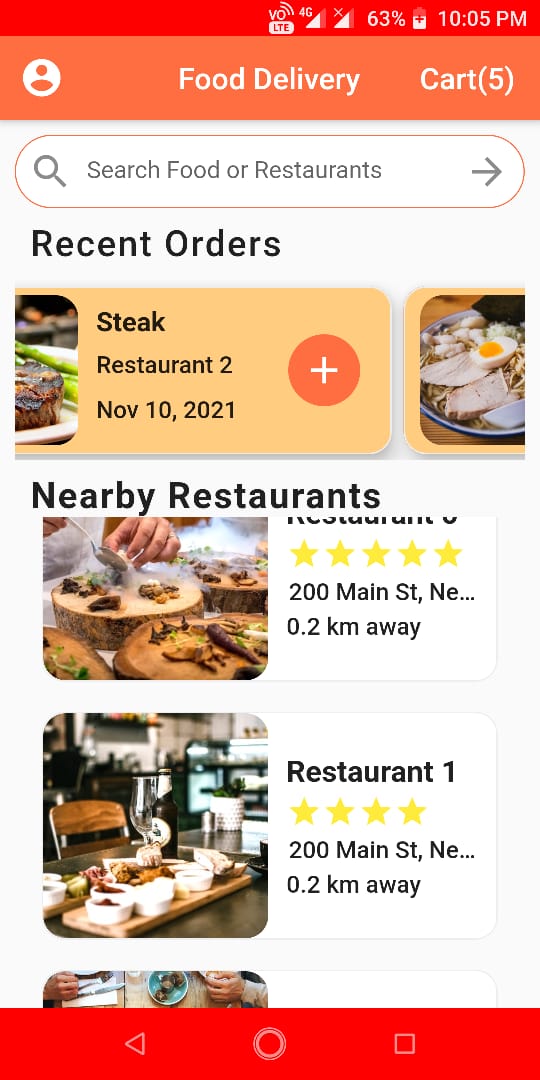 VO LTE 4G 63% 10:05 PM
Food Delivery Cart(5)
Search Food or Restaurants
Recent Orders
Steak
Restaurant 2
Nov 10, 2021
Nearby Restaurants
Restaurant
200 Main St, Ne...
0.2 km away
Restaurant 1
200 Main St, Ne...
0.2 km away